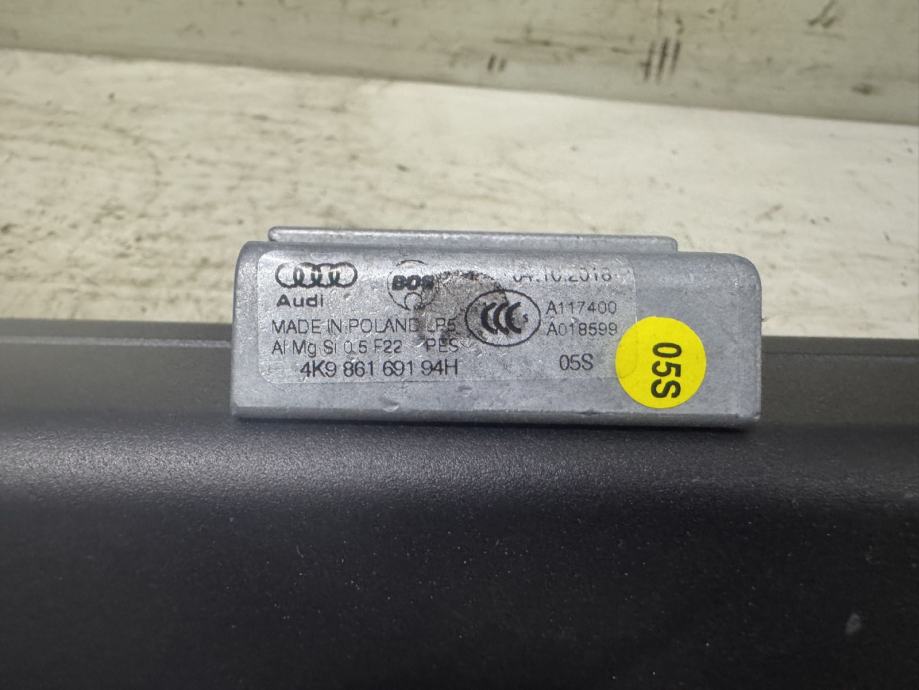 Audi
BOS
04.10.2018
MADE IN POLAND LP5
Al Mg SI 0.5 F22 PES
4K9 861 691 94H
CCC S
A117400
A018599
05S
05S